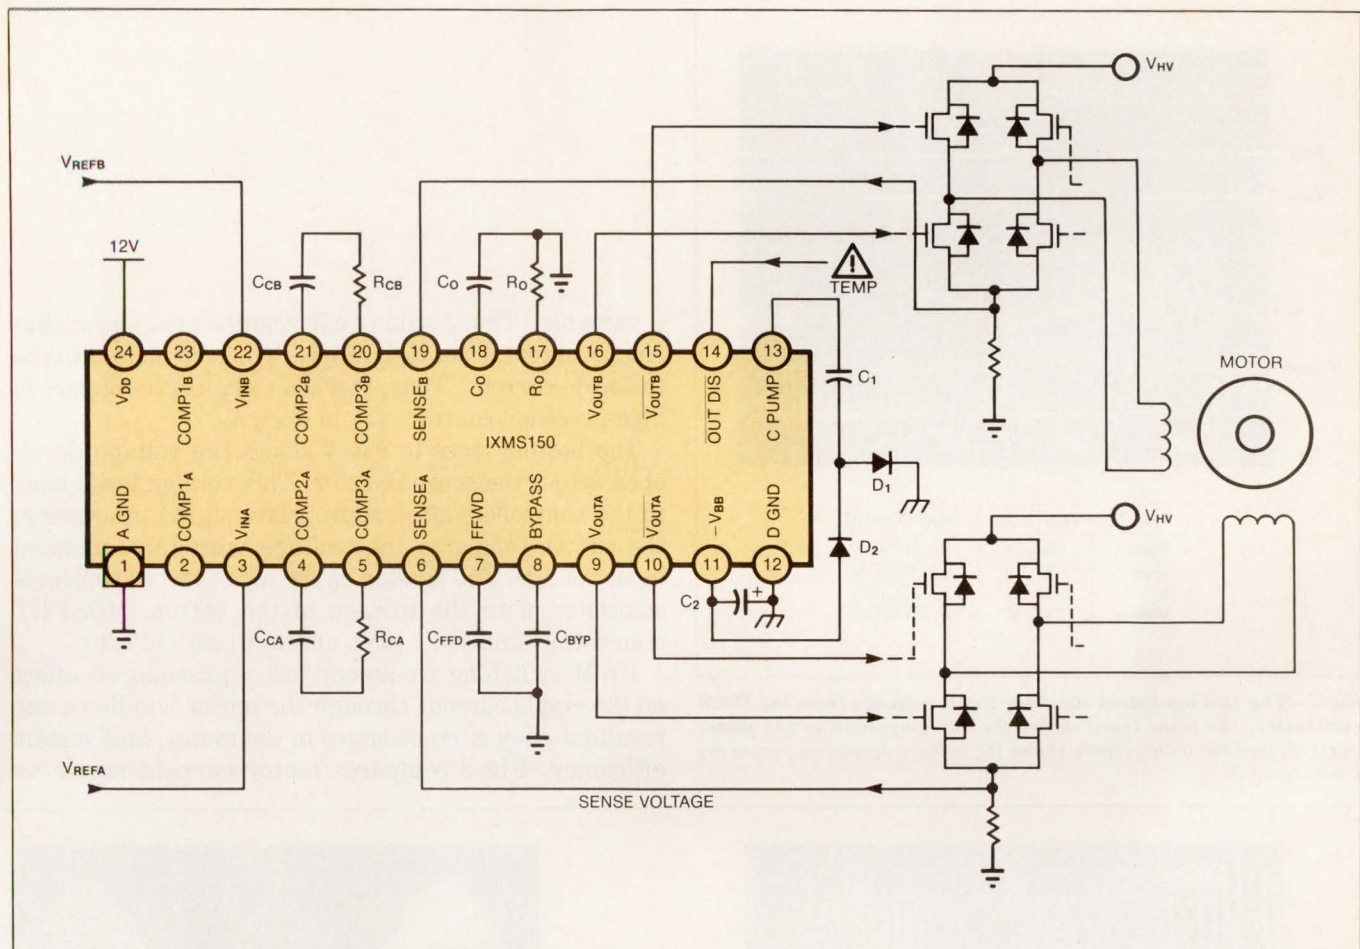 VHV
VREFB
12V
CCB
RCB
CO
RO
TEMP
24
23
22
21
20
19
18
17
16
15
14
13
C1
MOTOR
VDD
COMP1B
VINB
COMP2B
COMP3B
SENSEB
CO
RO
VOUTB
VOUTB
OUT DIS
C PUMP
IXMS150
D1
A GND
COMP1A
VINA
COMP2A
COMP3A
SENSEA
FFWD
BYPASS
VOUTA
VOUTA
−VBB
D GND
VHV
D2
1
2
3
4
5
6
7
8
9
10
11
12
C2
+
CCA
RCA
CFFD
CBYP
VREFA
SENSE VOLTAGE